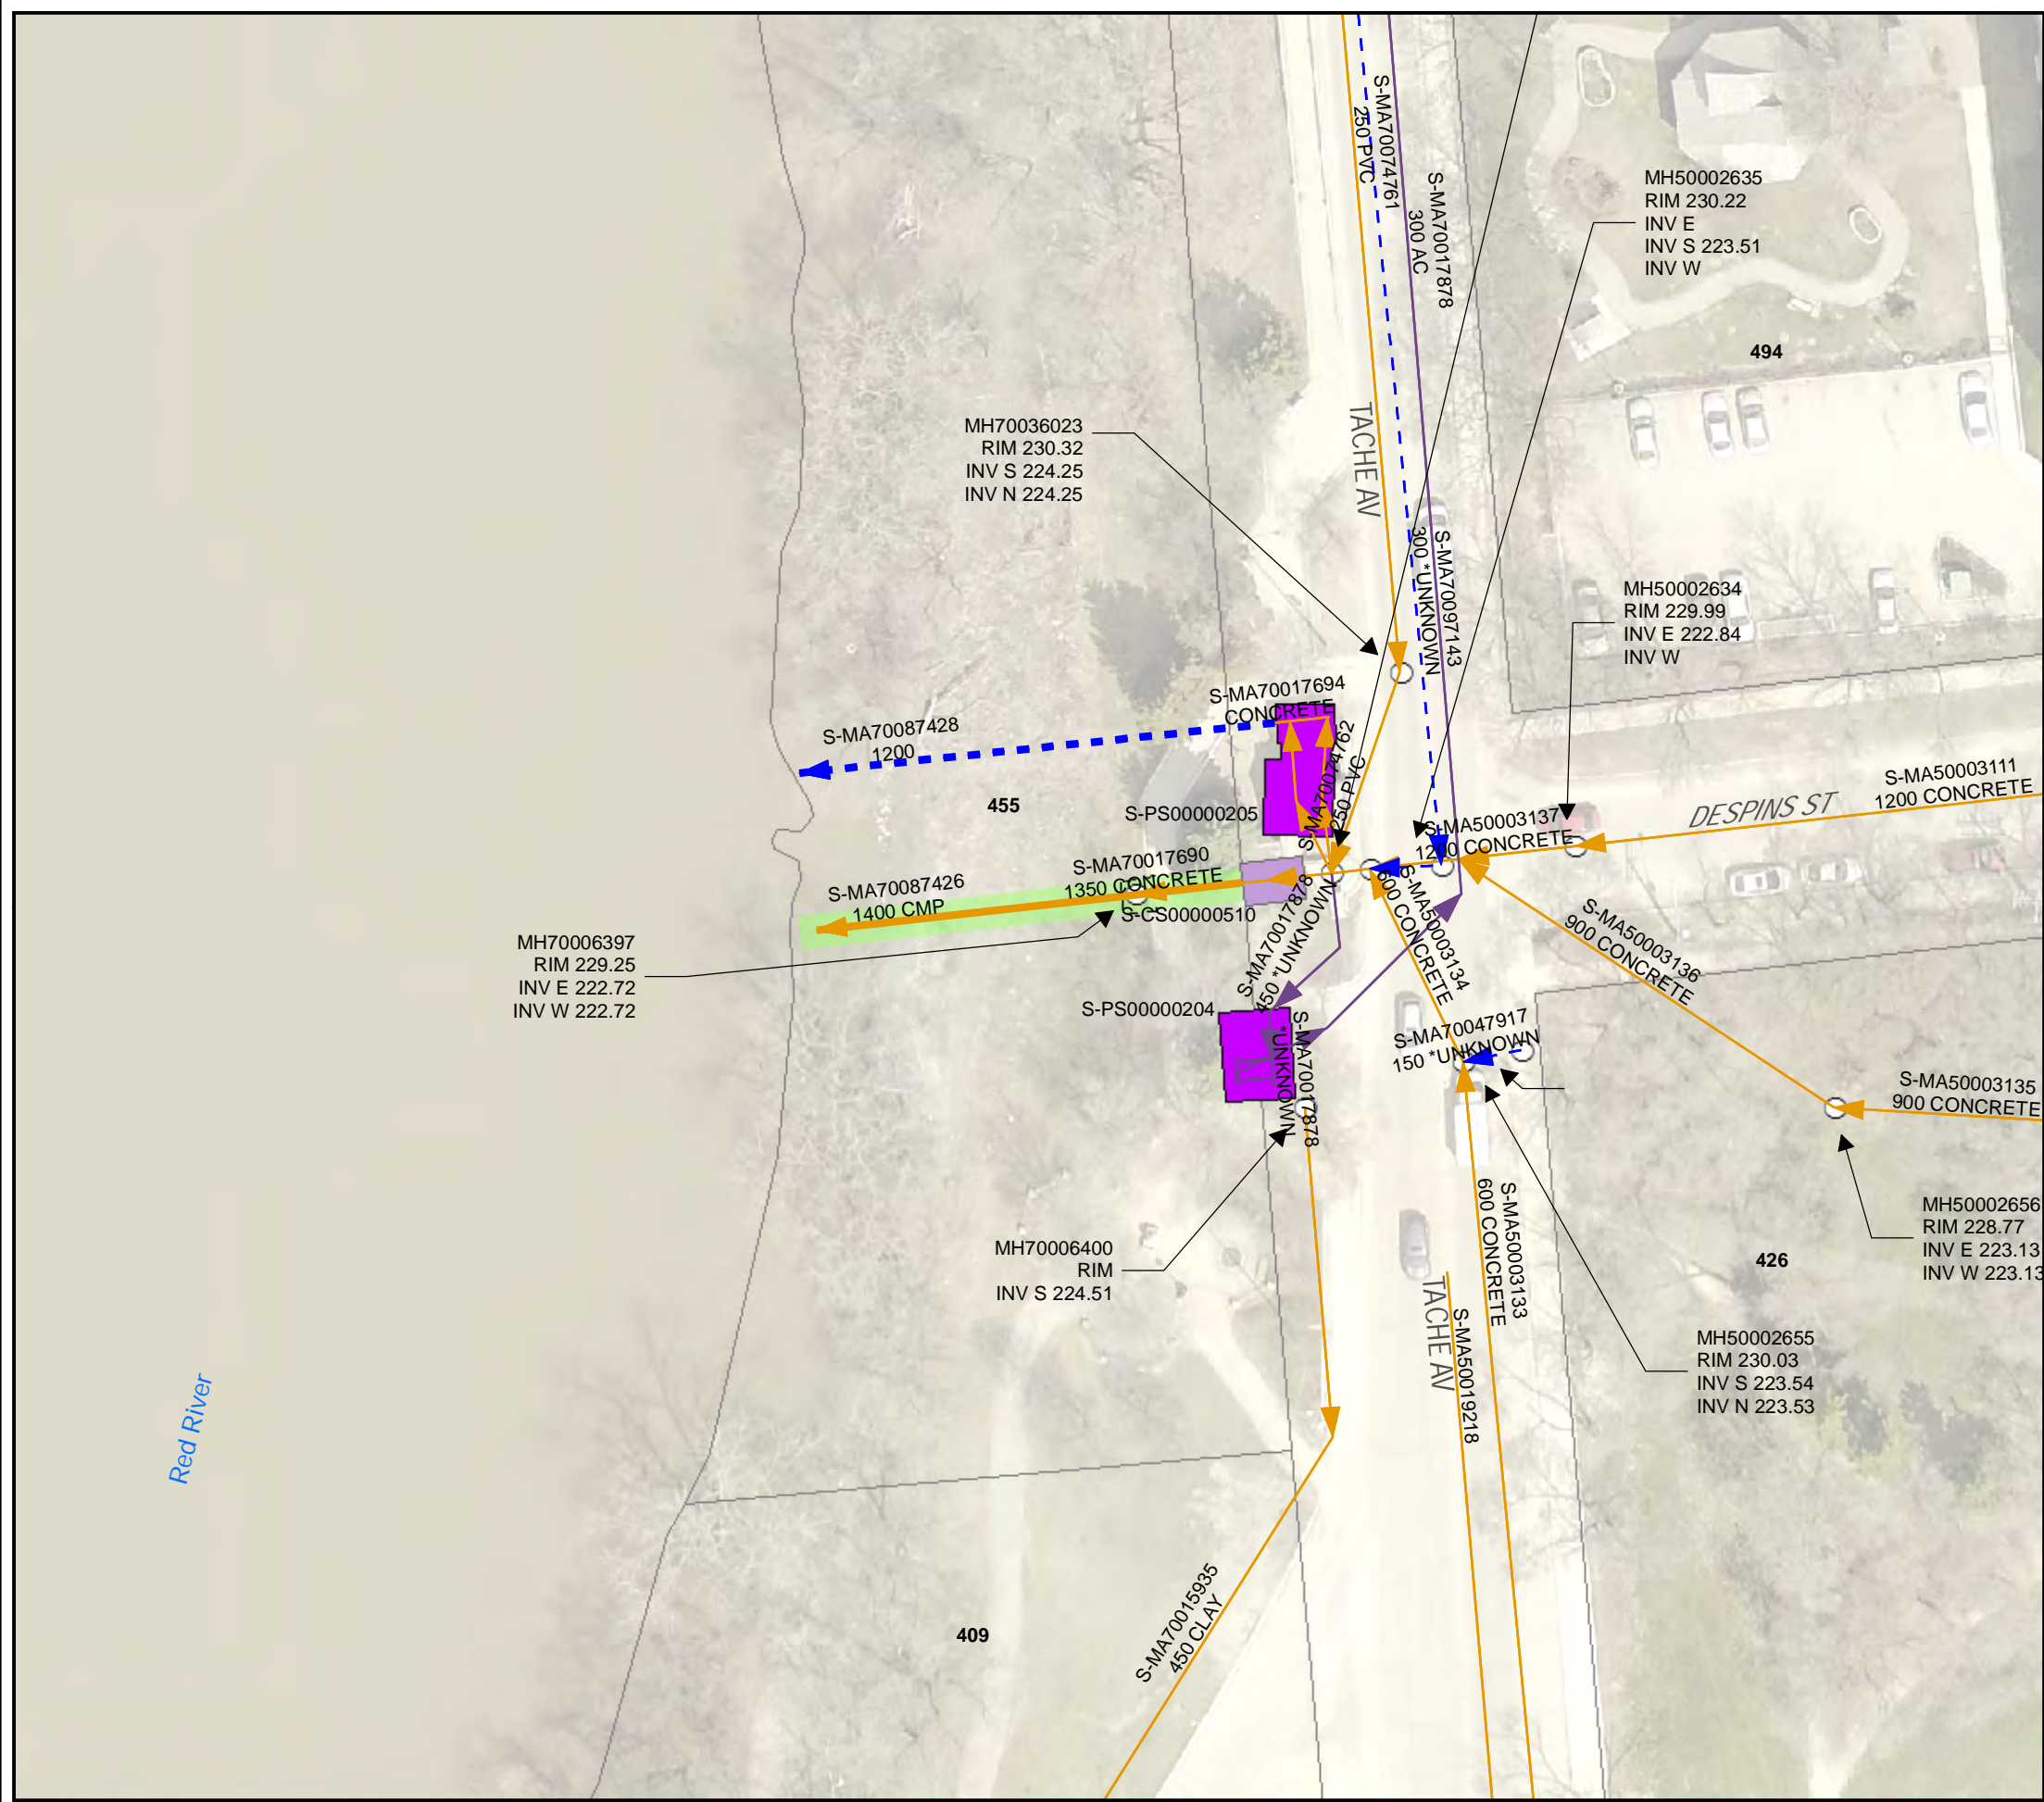 S-MA70074761
250 PVC
S-MA70017878
300 AC
MH50002635
RIM 230.22
INV E
INV S 223.51
INV W
494
TACHE AV
MH70036023
RIM 230.32
INV S 224.25
INV N 224.25
S-MA70097143
300 *UNKNOWN
MH50002634
RIM 229.99
INV E 222.84
INV W
S-MA70017694
CONCRETE
S-MA70087428
1200
S-MA70074762
250 PVC
455
S-PS00000205
S-MA50003137
1200 CONCRETE
DESPINS ST
S-MA50003111
1200 CONCRETE
S-MA70017690
1350 CONCRETE
S-MA70087426
1400 CMP
S-CS00000510
S-MA70017878
450 *UNKNOWN
S-MA50003134
600 CONCRETE
S-MA50003136
900 CONCRETE
MH70006397
RIM 229.25
INV E 222.72
INV W 222.72
S-PS00000204
S-MA70017878
*UNKNOWN
S-MA70047917
150 *UNKNOWN
S-MA50003135
900 CONCRETE
MH50002656
RIM 228.77
INV E 223.13
INV W 223.13
MH70006400
RIM
INV S 224.51
S-MA50003133
600 CONCRETE
426
TACHE AV
S-MA50019218
MH50002655
RIM 230.03
INV S 223.54
INV N 223.53
Red River
S-MA70015935
450 CLAY
409